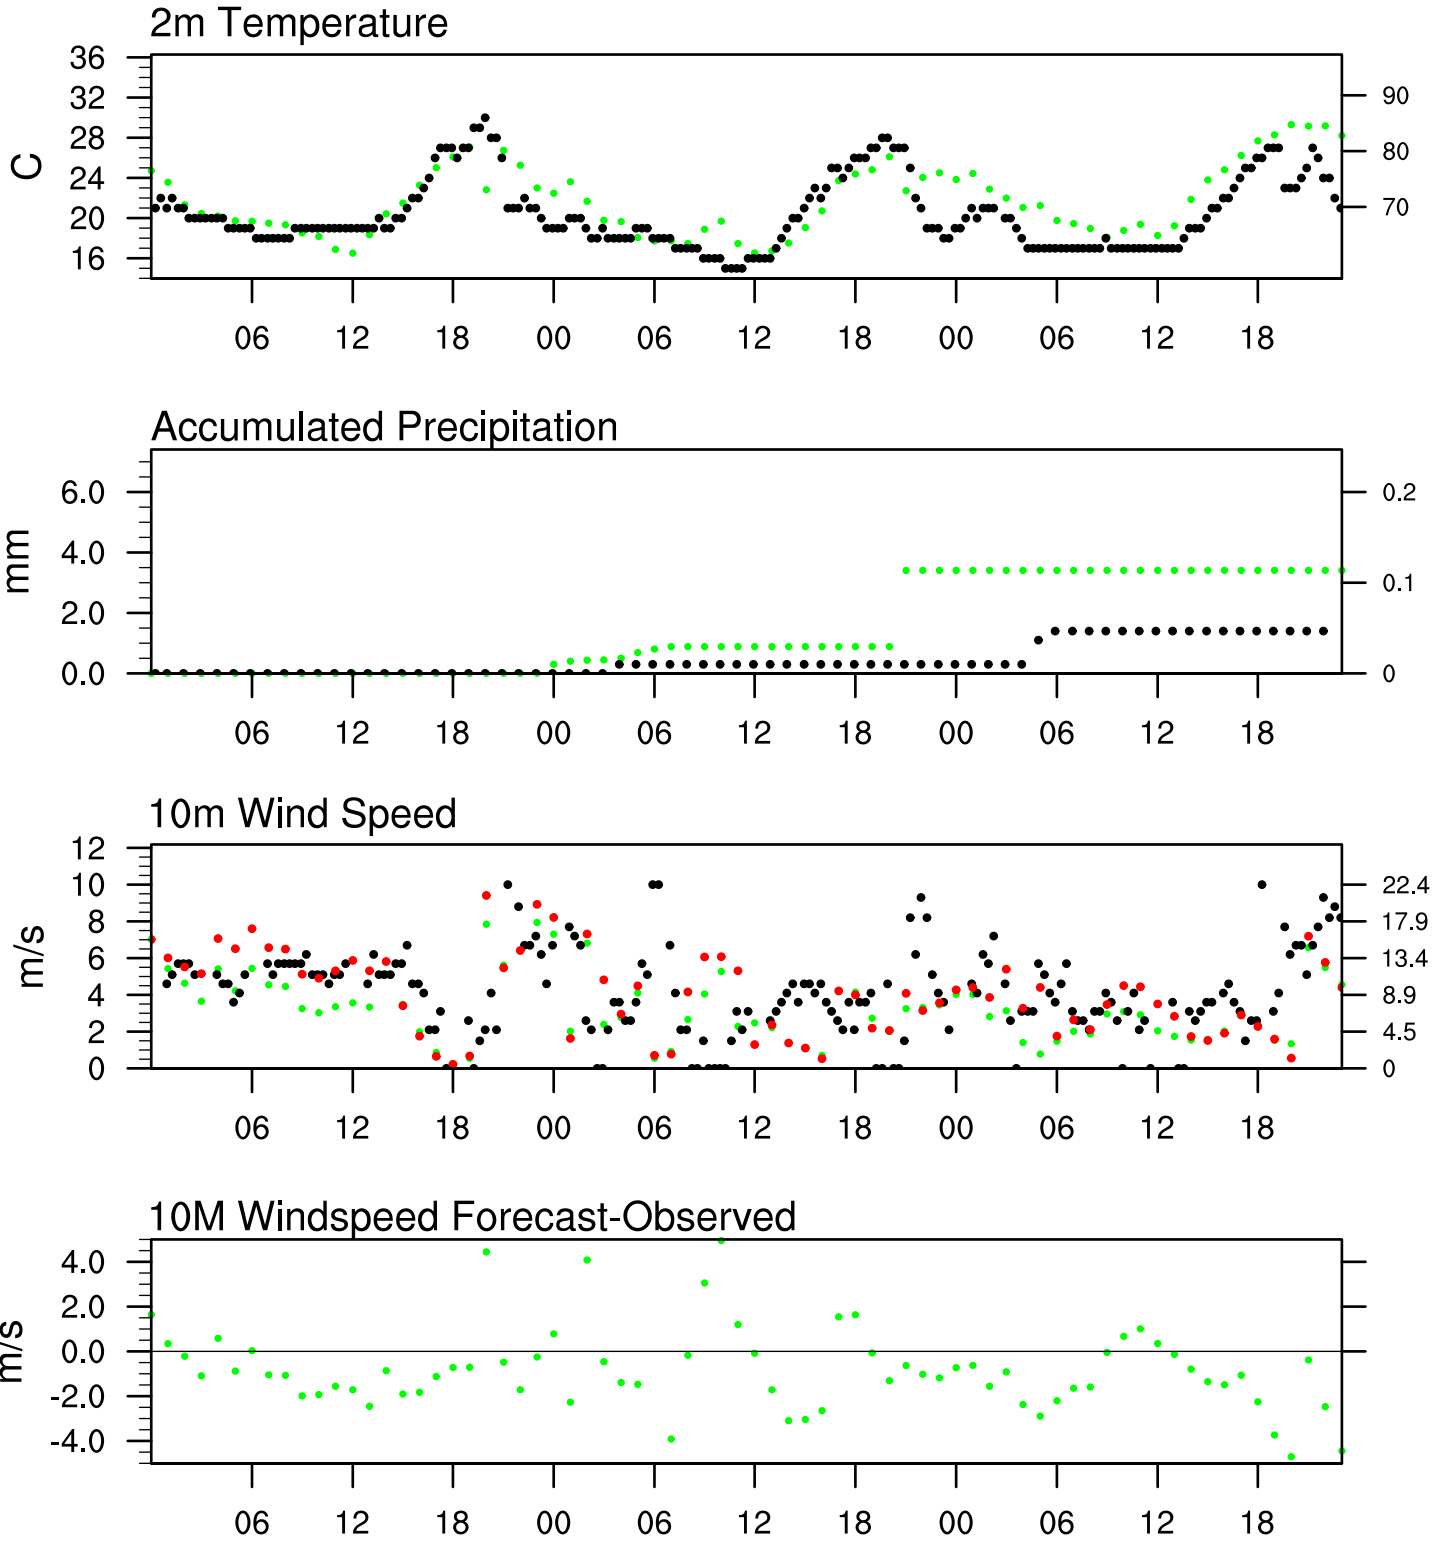 2m Temperature
36
32
28
24
20
16
C
90
80
70
06 12 18 00 06 12 18 00 06 12 18
Accumulated Precipitation
6.0
4.0
2.0
0.0
mm
0.2
0.1
0
06 12 18 00 06 12 18 00 06 12 18
10m Wind Speed
12
10
8
6
4
2
0
m/s
22.4
17.9
13.4
8.9
4.5
0
06 12 18 00 06 12 18 00 06 12 18
10M Windspeed Forecast-Observed
4.0
2.0
0.0
-2.0
-4.0
m/s
06 12 18 00 06 12 18 00 06 12 18